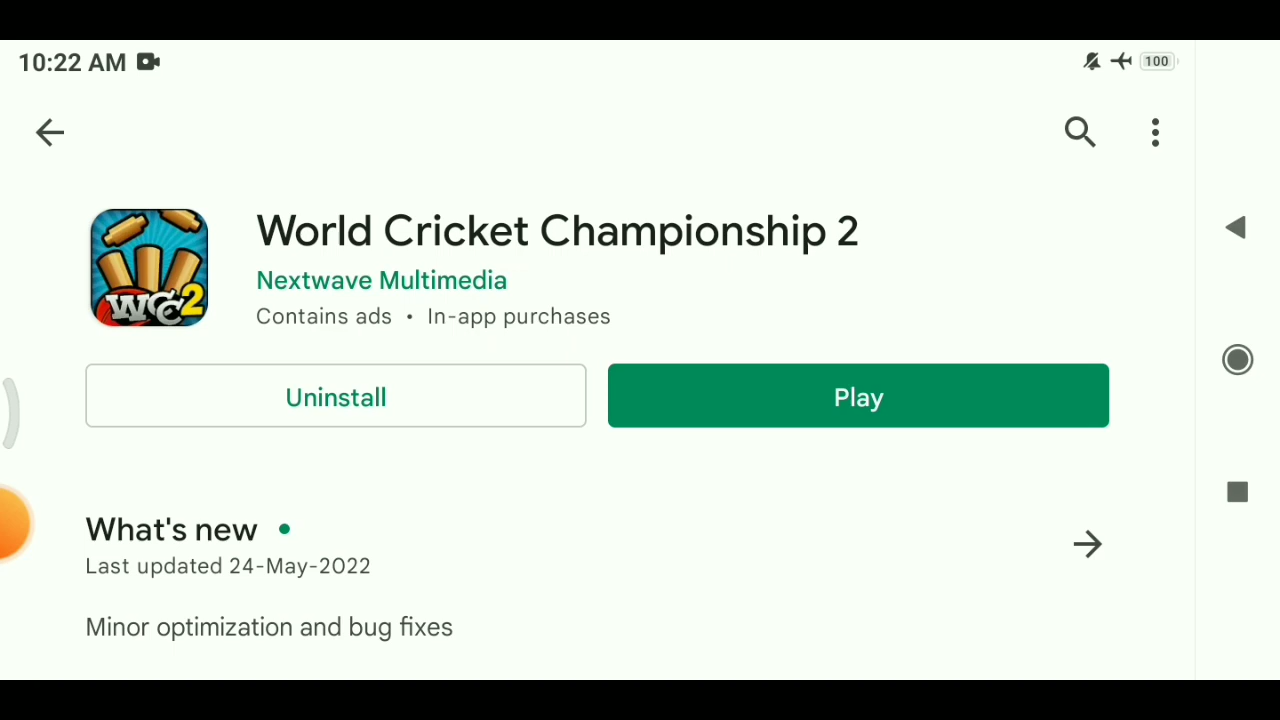 10:22 AM
100
World Cricket Championship 2
WCC2
Nextwave Multimedia
Contains ads • In-app purchases
Uninstall
Play
What's new
Last updated 24-May-2022
Minor optimization and bug fixes